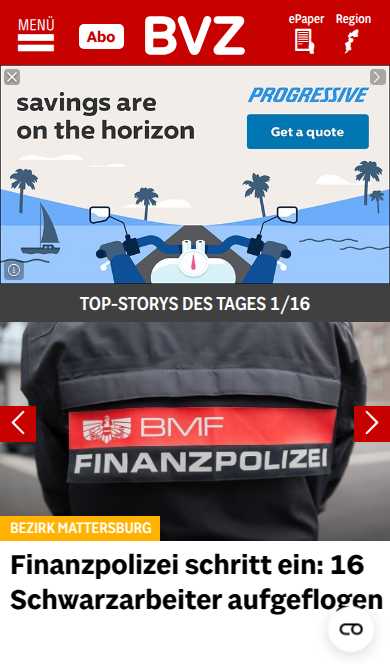 MENÜ
Abo
BVZ
ePaper
Region
savings are
on the horizon
PROGRESSIVE
Get a quote
TOP-STORYS DES TAGES 1/16
BMF
FINANZPOLIZEI
BEZIRK MATTERSBURG
Finanzpolizei schritt ein: 16
Schwarzarbeiter aufgeflogen